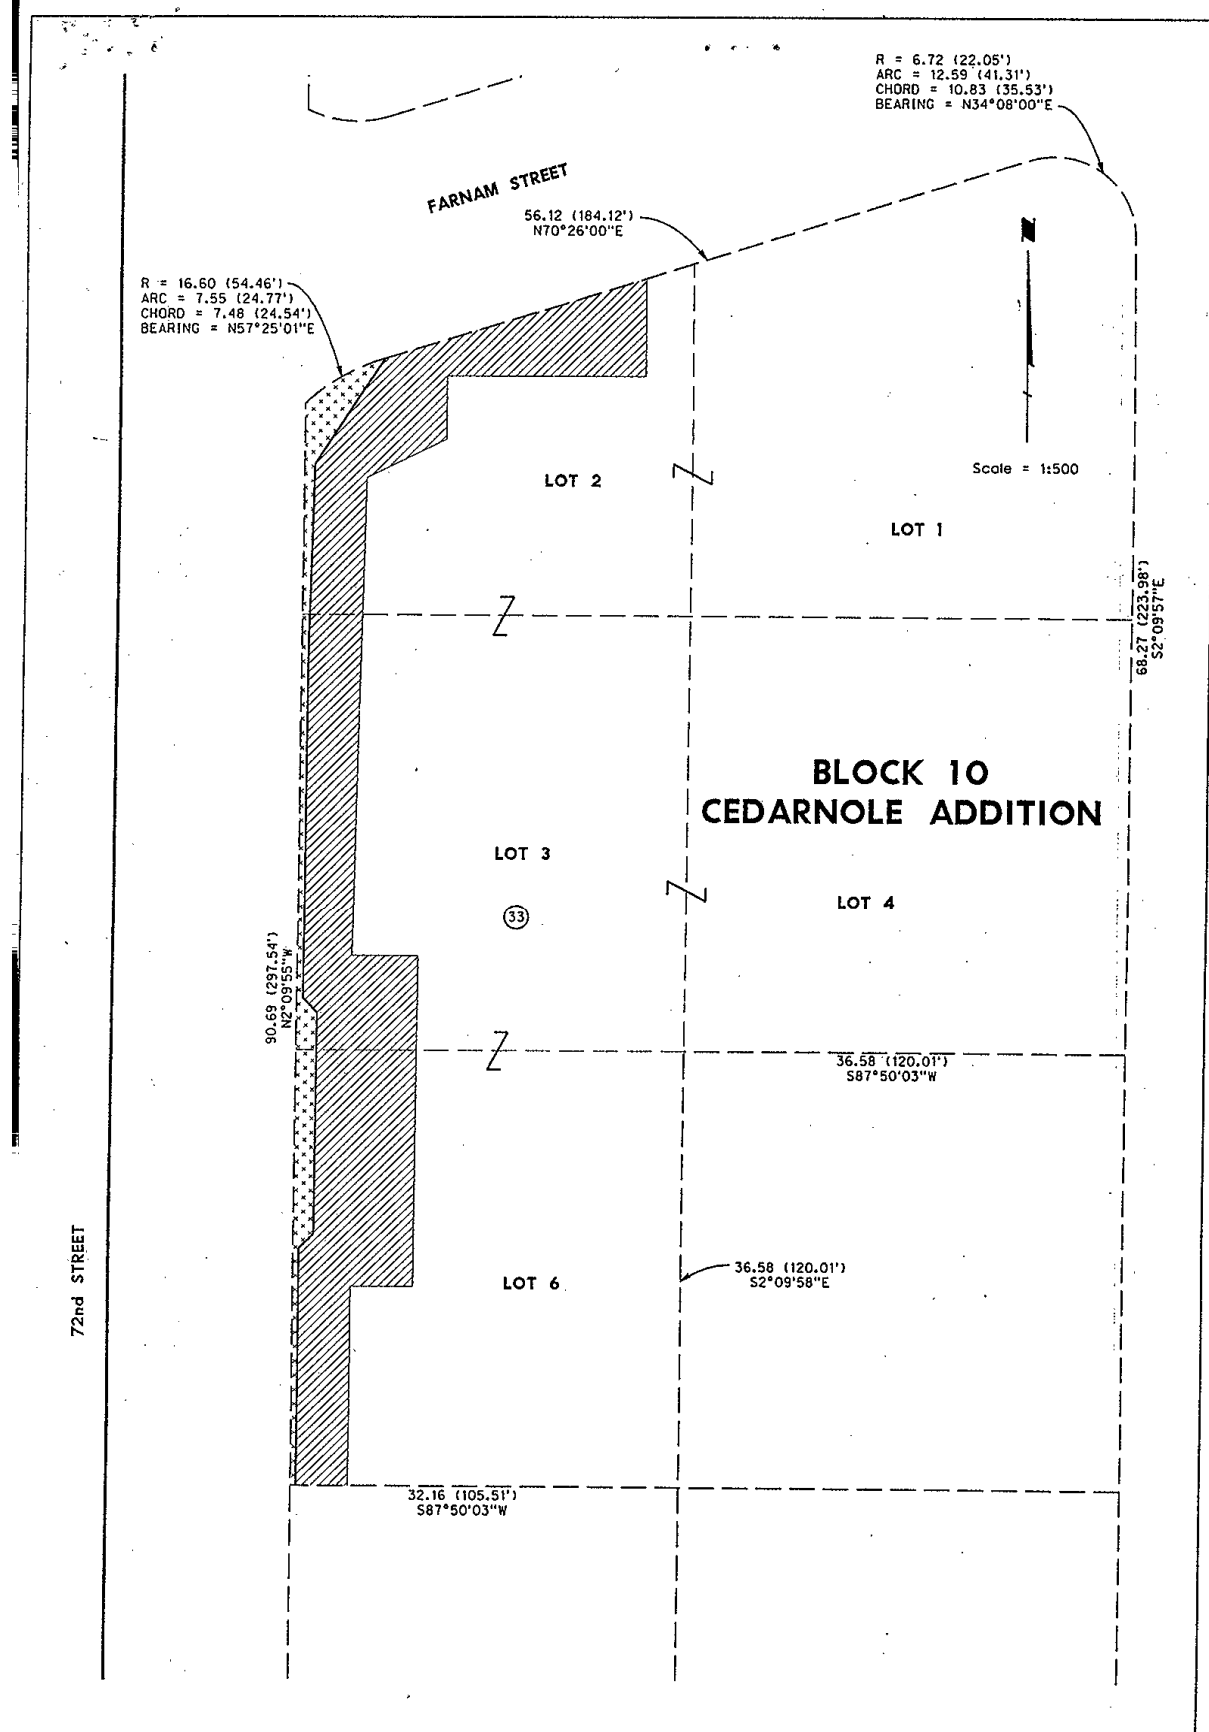 R = 6.72 (22.05')
ARC = 12.59 (41.31')
CHORD = 10.83 (35.53')
BEARING = N34°08'00"E
FARNAM STREET
56.12 (184.12')
N70°26'00"E
R = 16.60 (54.46')
ARC = 7.55 (24.77')
CHORD = 7.48 (24.54')
BEARING = N57°25'01"E
Scale = 1:500
LOT 2
LOT 1
68.27 (223.98')
S2°09'57"E
BLOCK 10
CEDARNOLE ADDITION
LOT 3
LOT 4
33
90.69 (297.54')
N2°09'55"W
36.58 (120.01')
S87°50'03"W
72nd STREET
LOT 6
36.58 (120.01')
S2°09'58"E
32.16 (105.51')
S87°50'03"W